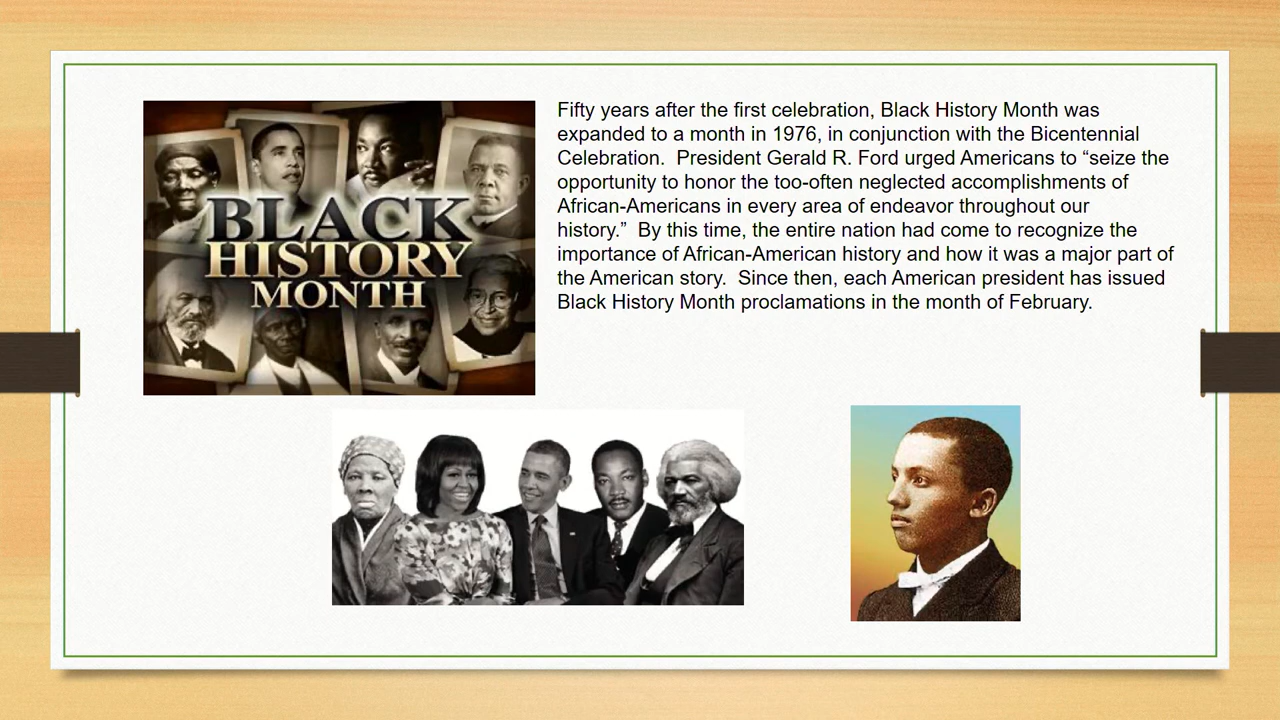 BLACK
HISTORY
MONTH
Fifty years after the first celebration, Black History Month was
expanded to a month in 1976, in conjunction with the Bicentennial
Celebration.  President Gerald R. Ford urged Americans to “seize the
opportunity to honor the too-often neglected accomplishments of
African-Americans in every area of endeavor throughout our
history.”  By this time, the entire nation had come to recognize the
importance of African-American history and how it was a major part of
the American story.  Since then, each American president has issued
Black History Month proclamations in the month of February.